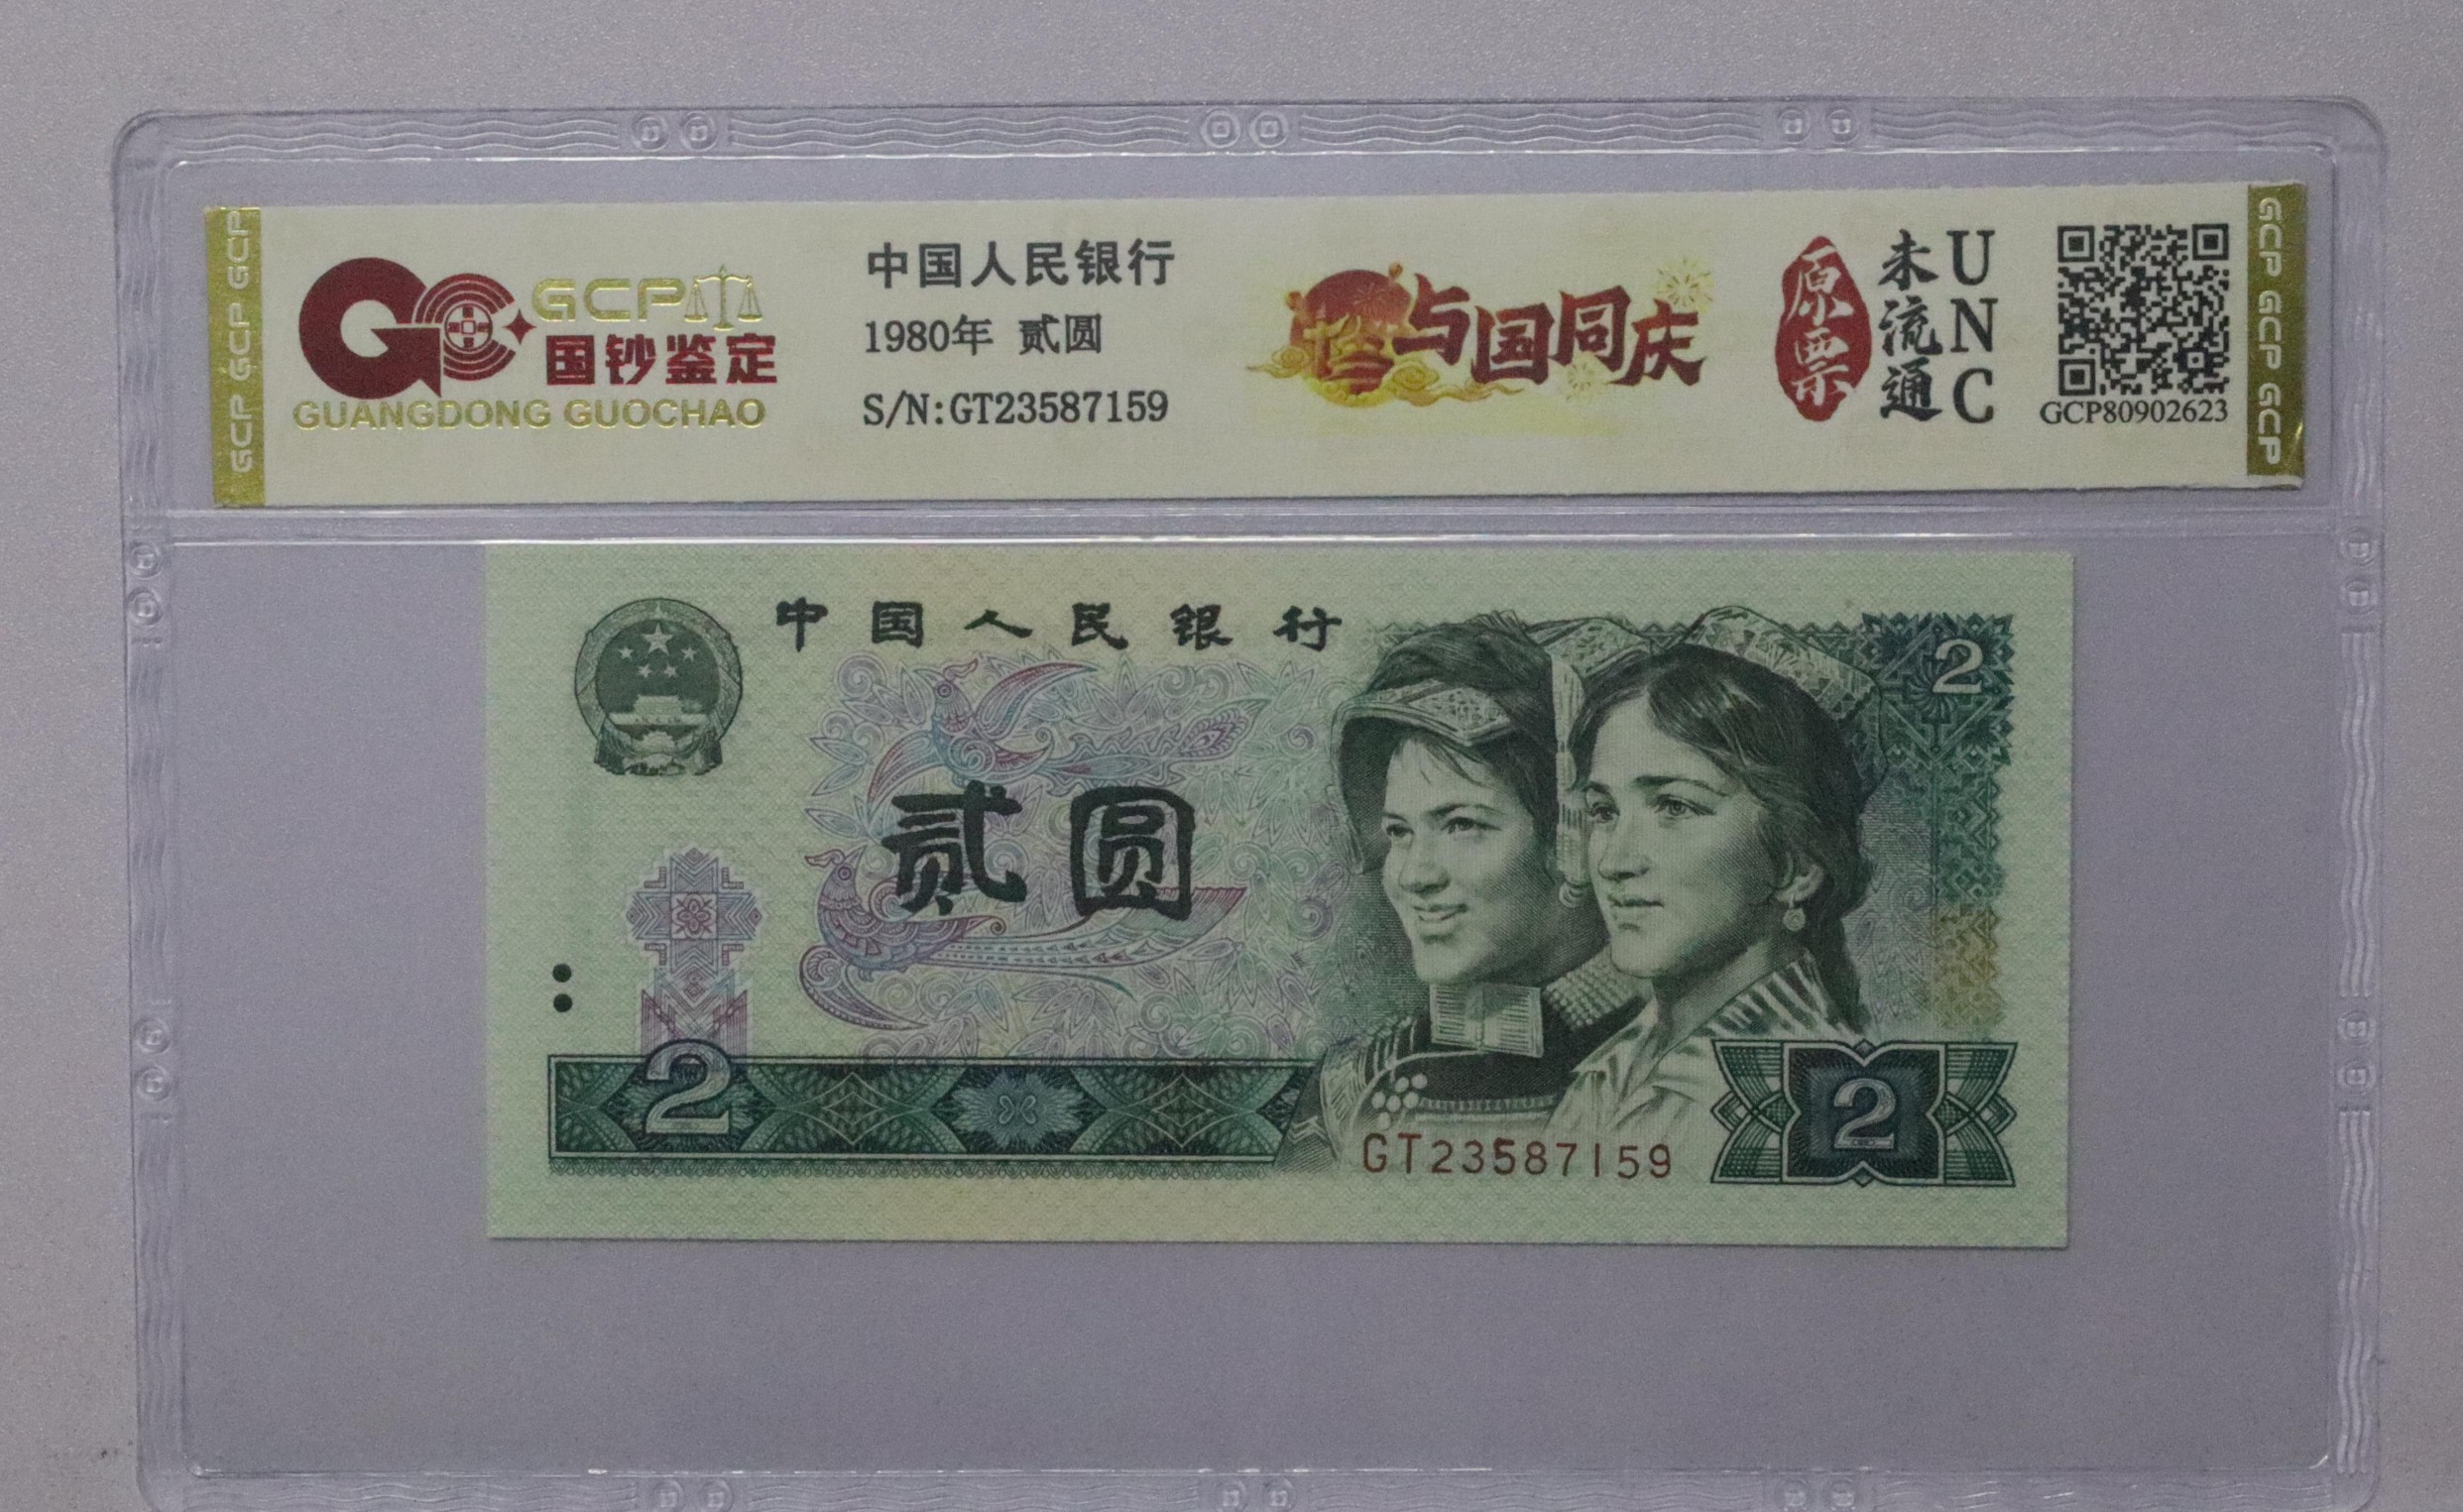 GCP
国钞鉴定
GUANGDONG GUOCHAO
中国人民银行
1980年 贰圆
S/N:GT23587159
与国同庆
原票
未流通
UNC
GCP80902623
GCP GCP GCP
GCP GCP GCP
中国人民银行
2
贰圆
2
GT23587159
2